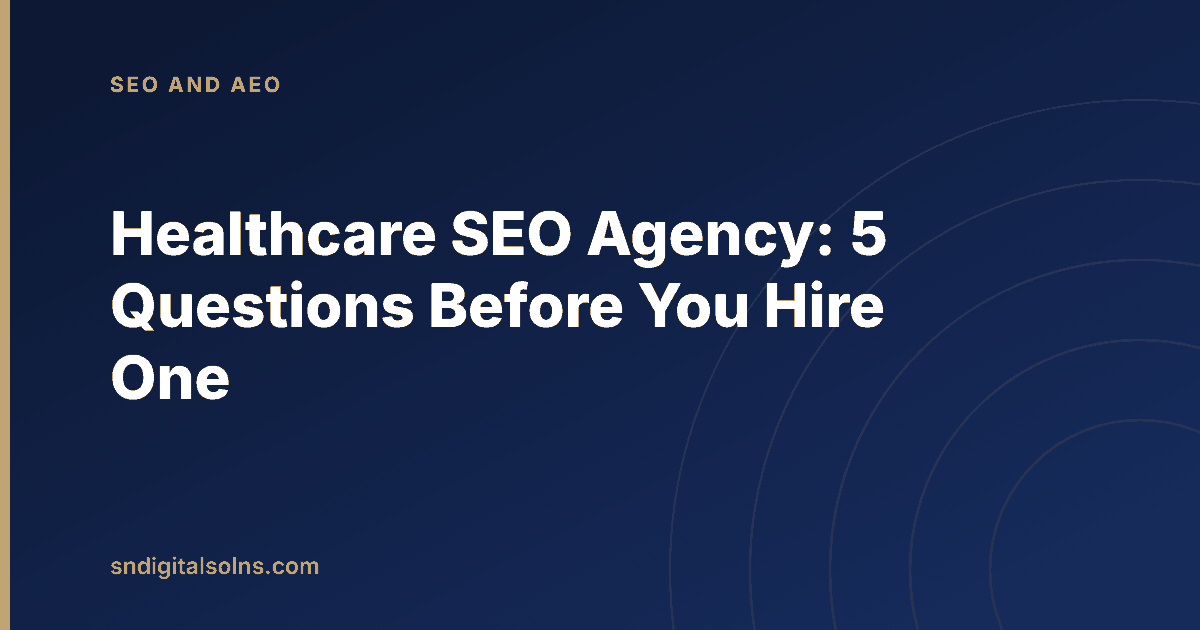 SEO AND AEO
Healthcare SEO Agency: 5
Questions Before You Hire
One
sndigitalsolns.com